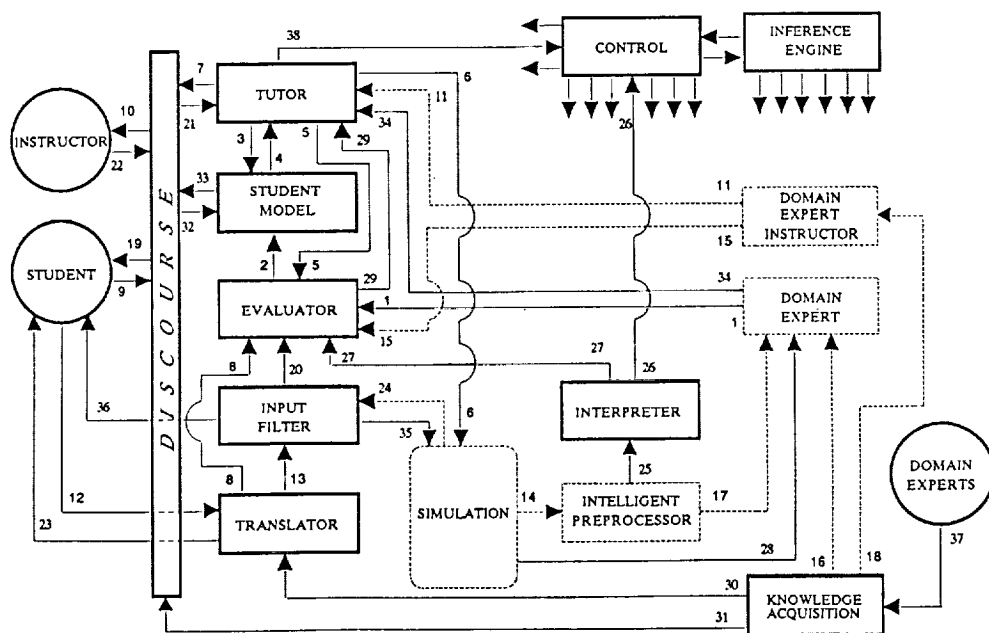 38
CONTROL
INFERENCE
ENGINE
7
TUTOR
6
11
10
21
34
26
INSTRUCTOR
3
4
5
29
22
33
STUDENT
MODEL
11
DOMAIN
EXPERT
INSTRUCTOR
32
15
19
STUDENT
2
5
29
34
9
EVALUATOR
1
DOMAIN
EXPERT
1
15
DISCOURSE
8
20
27
27
26
24
36
INPUT
FILTER
35
6
INTERPRETER
13
25
DOMAIN
EXPERTS
8
12
14
17
23
TRANSLATOR
SIMULATION
INTELLIGENT
PREPROCESSOR
28
16
18
37
30
31
KNOWLEDGE
ACQUISITION